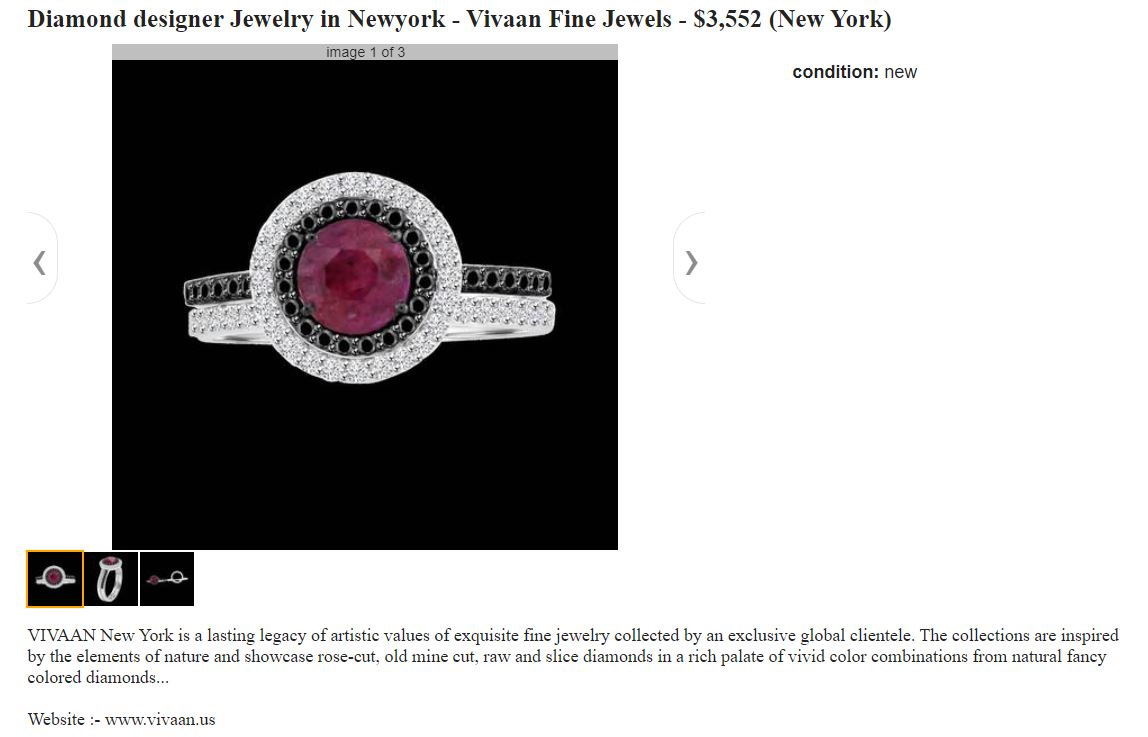 Diamond designer Jewelry in Newyork - Vivaan Fine Jewels - $3,552 (New York)
image 1 of 3
condition: new
VIVAAN New York is a lasting legacy of artistic values of exquisite fine jewelry collected by an exclusive global clientele. The collections are inspired
by the elements of nature and showcase rose-cut, old mine cut, raw and slice diamonds in a rich palate of vivid color combinations from natural fancy
colored diamonds...
Website :- www.vivaan.us